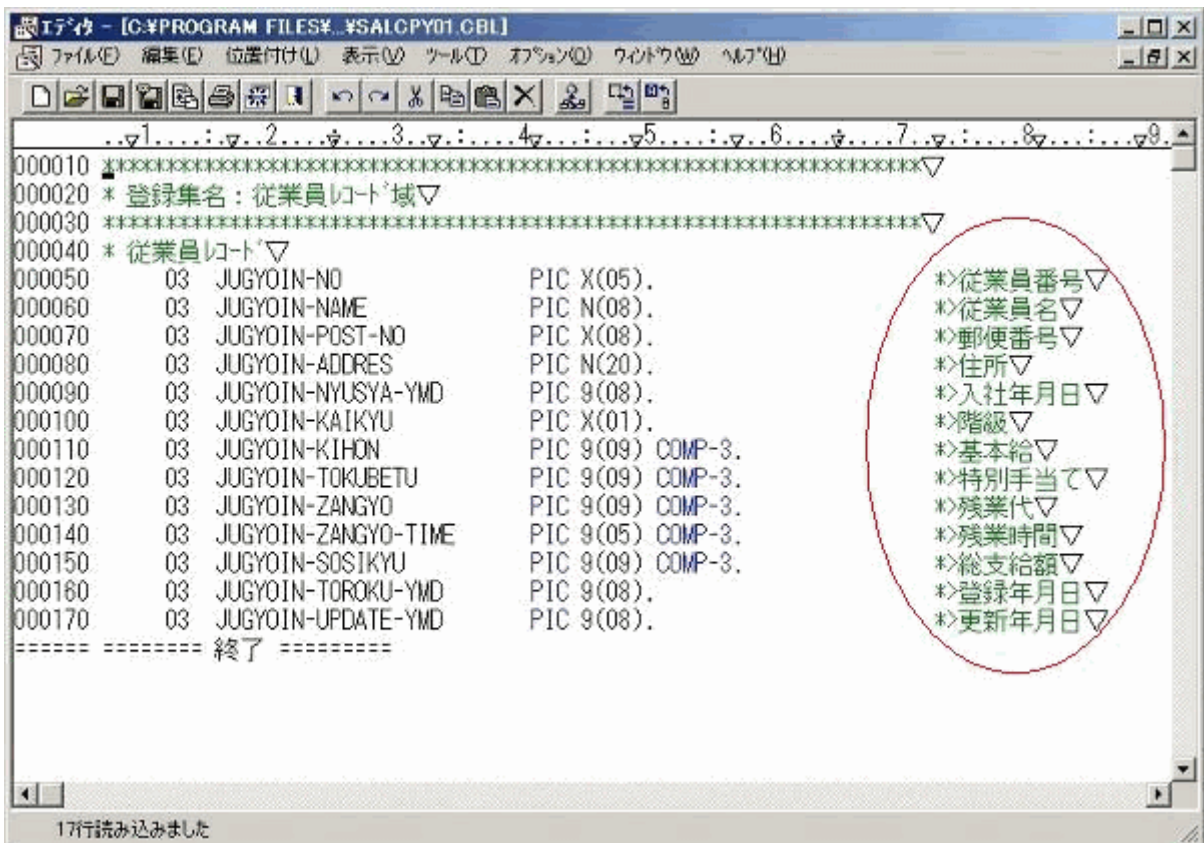 エディタ - [C:¥PROGRAM FILES¥...¥SALCPY01.CBL]
ファイル(F) 編集(E) 位置付け(L) 表示(V) ツール(T) オプション(O) ウィンドウ(W) ヘルプ(H)
..▽1....:.▽..2....▽....3..▽.:....4▽...:...▽5....:.▽..6....▽....7..▽.:....8▽...:...▽9.
000010 ***************************************************************▽
000020 * 登録集名:従業員レコード域▽
000030 ***************************************************************▽
000040 * 従業員レコード▽
000050 03 JUGYOIN-NO PIC X(05). *>従業員番号▽
000060 03 JUGYOIN-NAME PIC N(08). *>従業員名▽
000070 03 JUGYOIN-POST-NO PIC X(08). *>郵便番号▽
000080 03 JUGYOIN-ADDRES PIC N(20). *>住所▽
000090 03 JUGYOIN-NYUSYA-YMD PIC 9(08). *>入社年月日▽
000100 03 JUGYOIN-KAIKYU PIC X(01). *>階級▽
000110 03 JUGYOIN-KIHON PIC 9(09) COMP-3. *>基本給▽
000120 03 JUGYOIN-TOKUBETU PIC 9(09) COMP-3. *>特別手当て▽
000130 03 JUGYOIN-ZANGYO PIC 9(09) COMP-3. *>残業代▽
000140 03 JUGYOIN-ZANGYO-TIME PIC 9(05) COMP-3. *>残業時間▽
000150 03 JUGYOIN-SOSIKYU PIC 9(09) COMP-3. *>総支給額▽
000160 03 JUGYOIN-TOROKU-YMD PIC 9(08). *>登録年月日▽
000170 03 JUGYOIN-UPDATE-YMD PIC 9(08). *>更新年月日▽
====== ======== 終了 =========
17行読み込みました